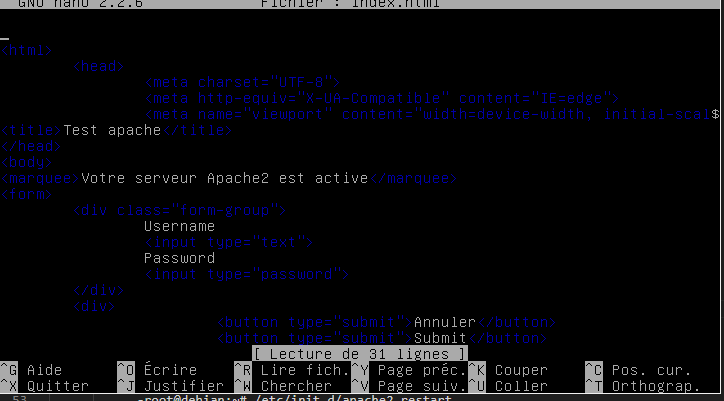 GNU nano 2.2.6 Fichier : index.html
<html>
<head>
<meta charset="UTF-8">
<meta http-equiv="X-UA-Compatible" content="IE=edge">
<meta name="viewport" content="width=device-width, initial-scal$
<title>Test apache</title>
</head>
<body>
<marquee>Votre serveur Apache2 est active</marquee>
<form>
<div class="form-group">
Username
<input type="text">
Password
<input type="password">
</div>
<div>
<button type="submit">Annuler</button>
<button type="submit">Submit</button>
[ Lecture de 31 lignes ]
^G Aide ^O Écrire ^R Lire fich. ^Y Page préc. ^K Couper ^C Pos. cur.
^X Quitter ^J Justifier ^W Chercher ^V Page suiv. ^U Coller ^T Orthograp.
53 -root@debian:~# /etc/init.d/apache2 restart